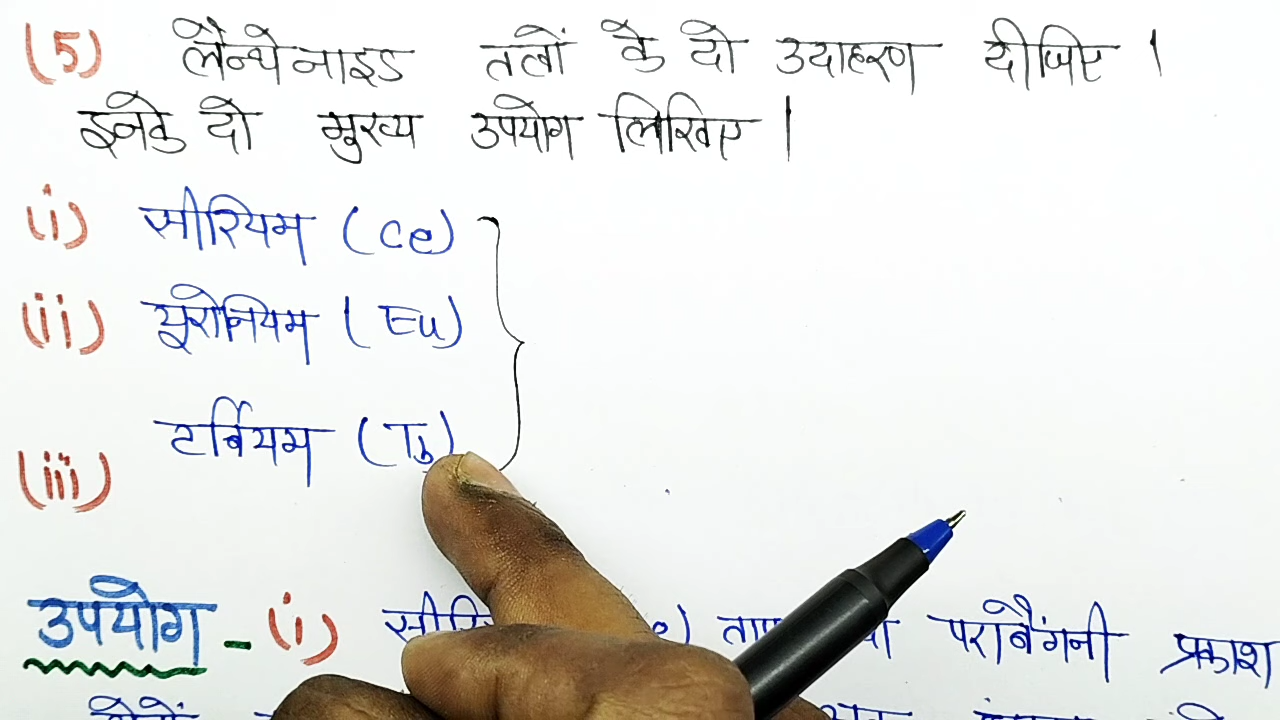 (5) लैन्थेनाइड तत्वों के दो उदाहरण दीजिए ।
इनके दो मुख्य उपयोग लिखिए ।
(i) सीरियम (Ce)
(ii) यूरोनियम (Eu)
(iii) टर्बियम (Tb)
उपयोग - (i) पराबैंगनी प्रकाश